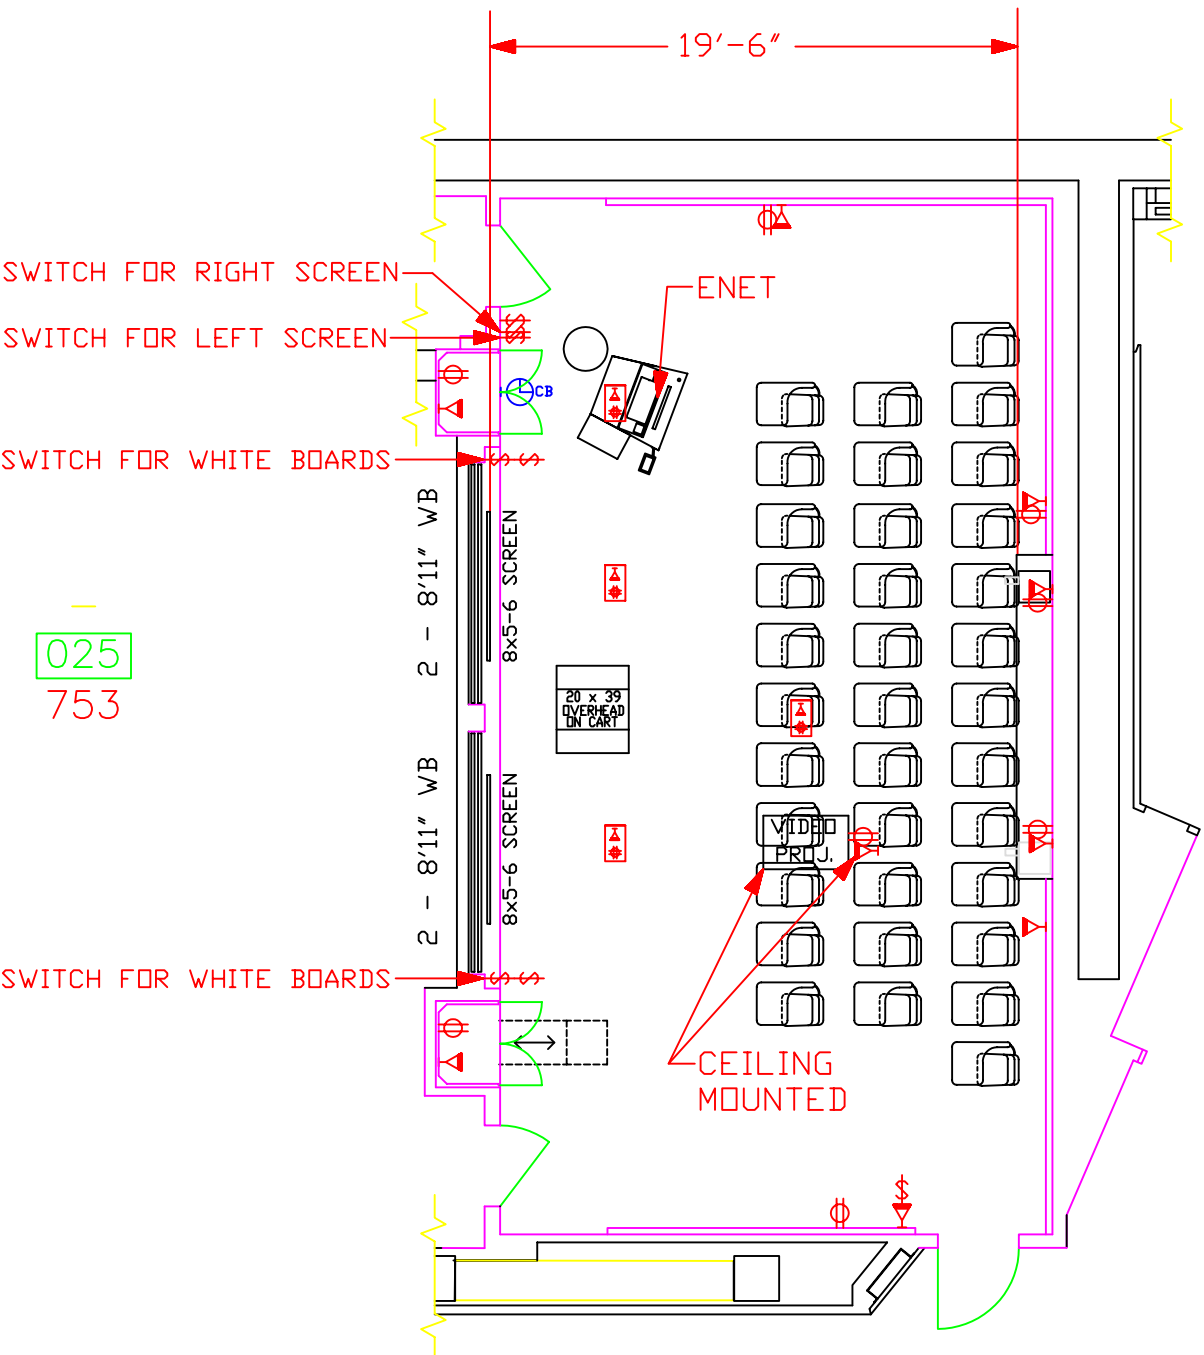 19'-6"
SWITCH FOR RIGHT SCREEN
ENET
SWITCH FOR LEFT SCREEN
CB
SWITCH FOR WHITE BOARDS
2 - 8'11" WB
8x5-6 SCREEN
025
753
20 x 39
OVERHEAD
ON CART
2 - 8'11" WB
8x5-6 SCREEN
VIDEO
PROJ.
SWITCH FOR WHITE BOARDS
CEILING
MOUNTED